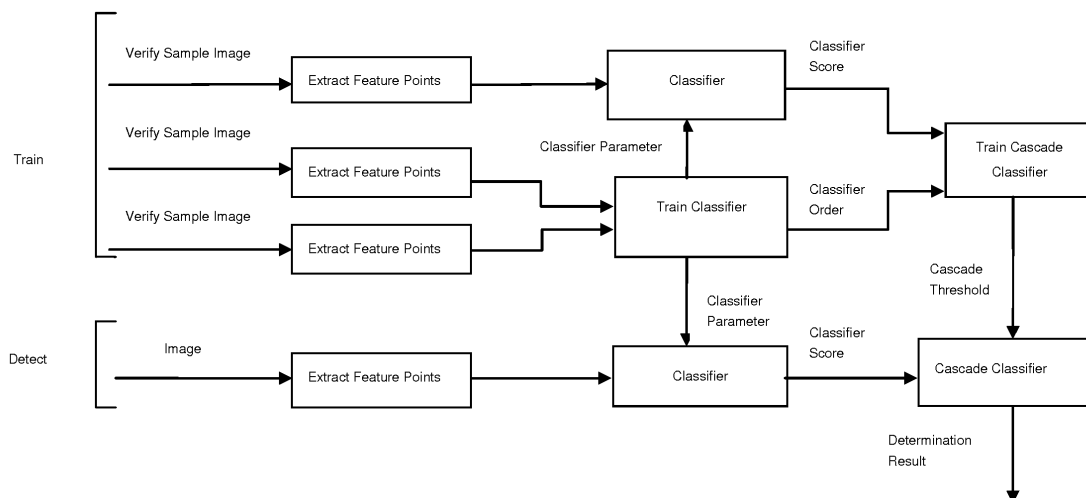 Train
Verify Sample Image
Extract Feature Points
Classifier
Classifier
Score
Verify Sample Image
Extract Feature Points
Classifier Parameter
Train Classifier
Classifier
Order
Train Cascade
Classifier
Verify Sample Image
Extract Feature Points
Classifier
Parameter
Cascade
Threshold
Detect
Image
Extract Feature Points
Classifier
Classifier
Score
Cascade Classifier
Determination
Result